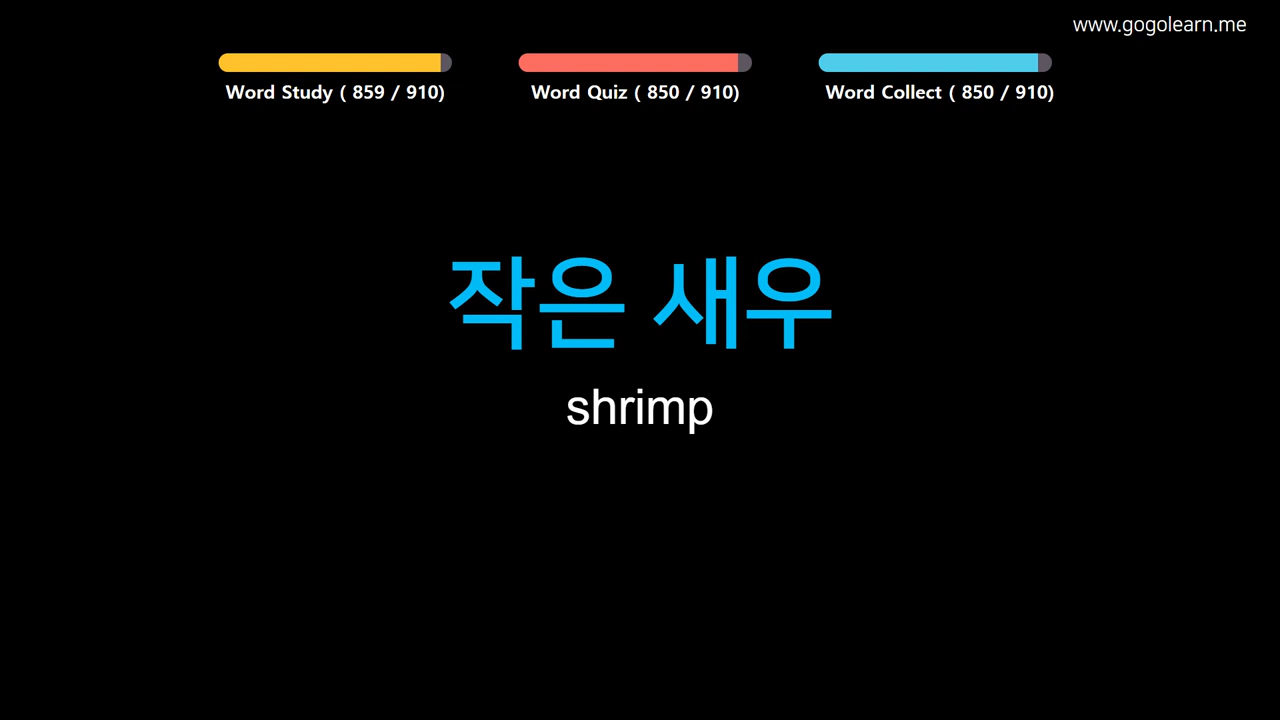 www.gogolearn.me
Word Study ( 859 / 910)
Word Quiz ( 850 / 910)
Word Collect ( 850 / 910)
작은 새우
shrimp